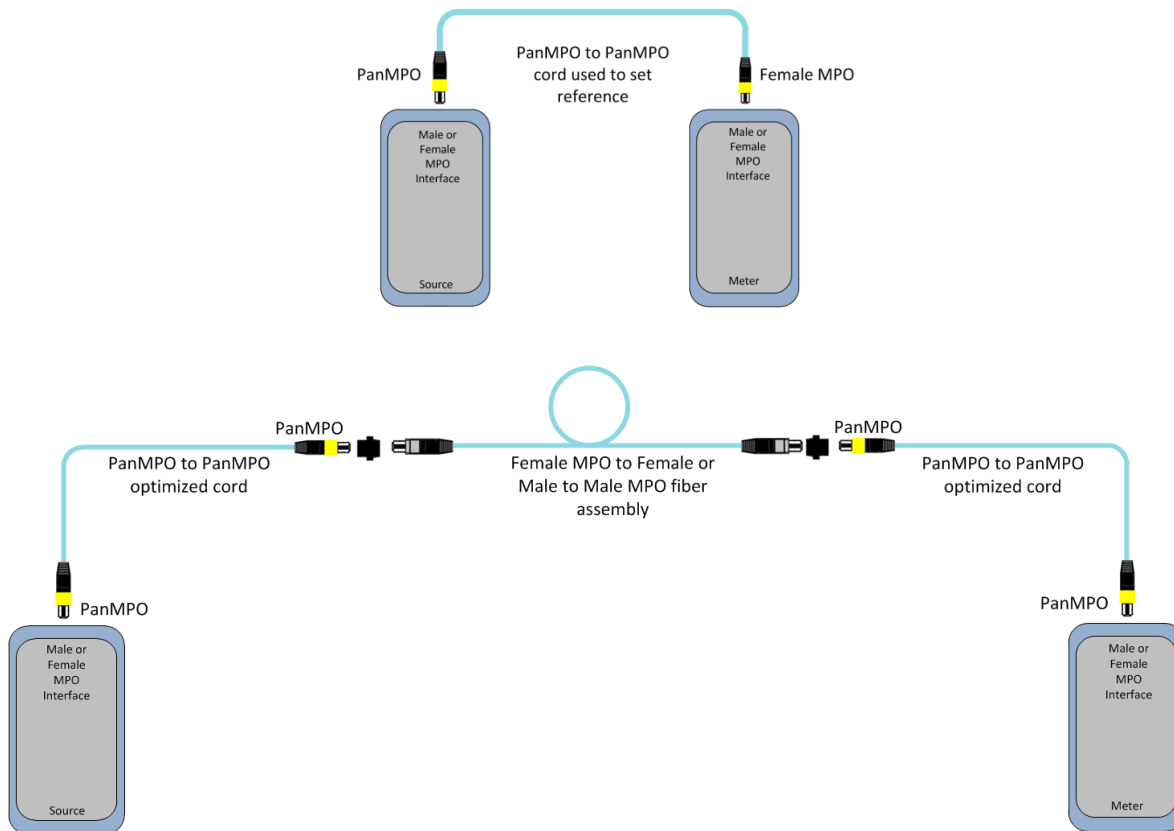 PanMPO
PanMPO to PanMPO
cord used to set
reference
Female MPO
Male or
Female
MPO
Interface
Source
Male or
Female
MPO
Interface
Meter
PanMPO
PanMPO to PanMPO
optimized cord
Female MPO to Female or
Male to Male MPO fiber
assembly
PanMPO
PanMPO to PanMPO
optimized cord
PanMPO
Male or
Female
MPO
Interface
Source
PanMPO
Male or
Female
MPO
Interface
Meter